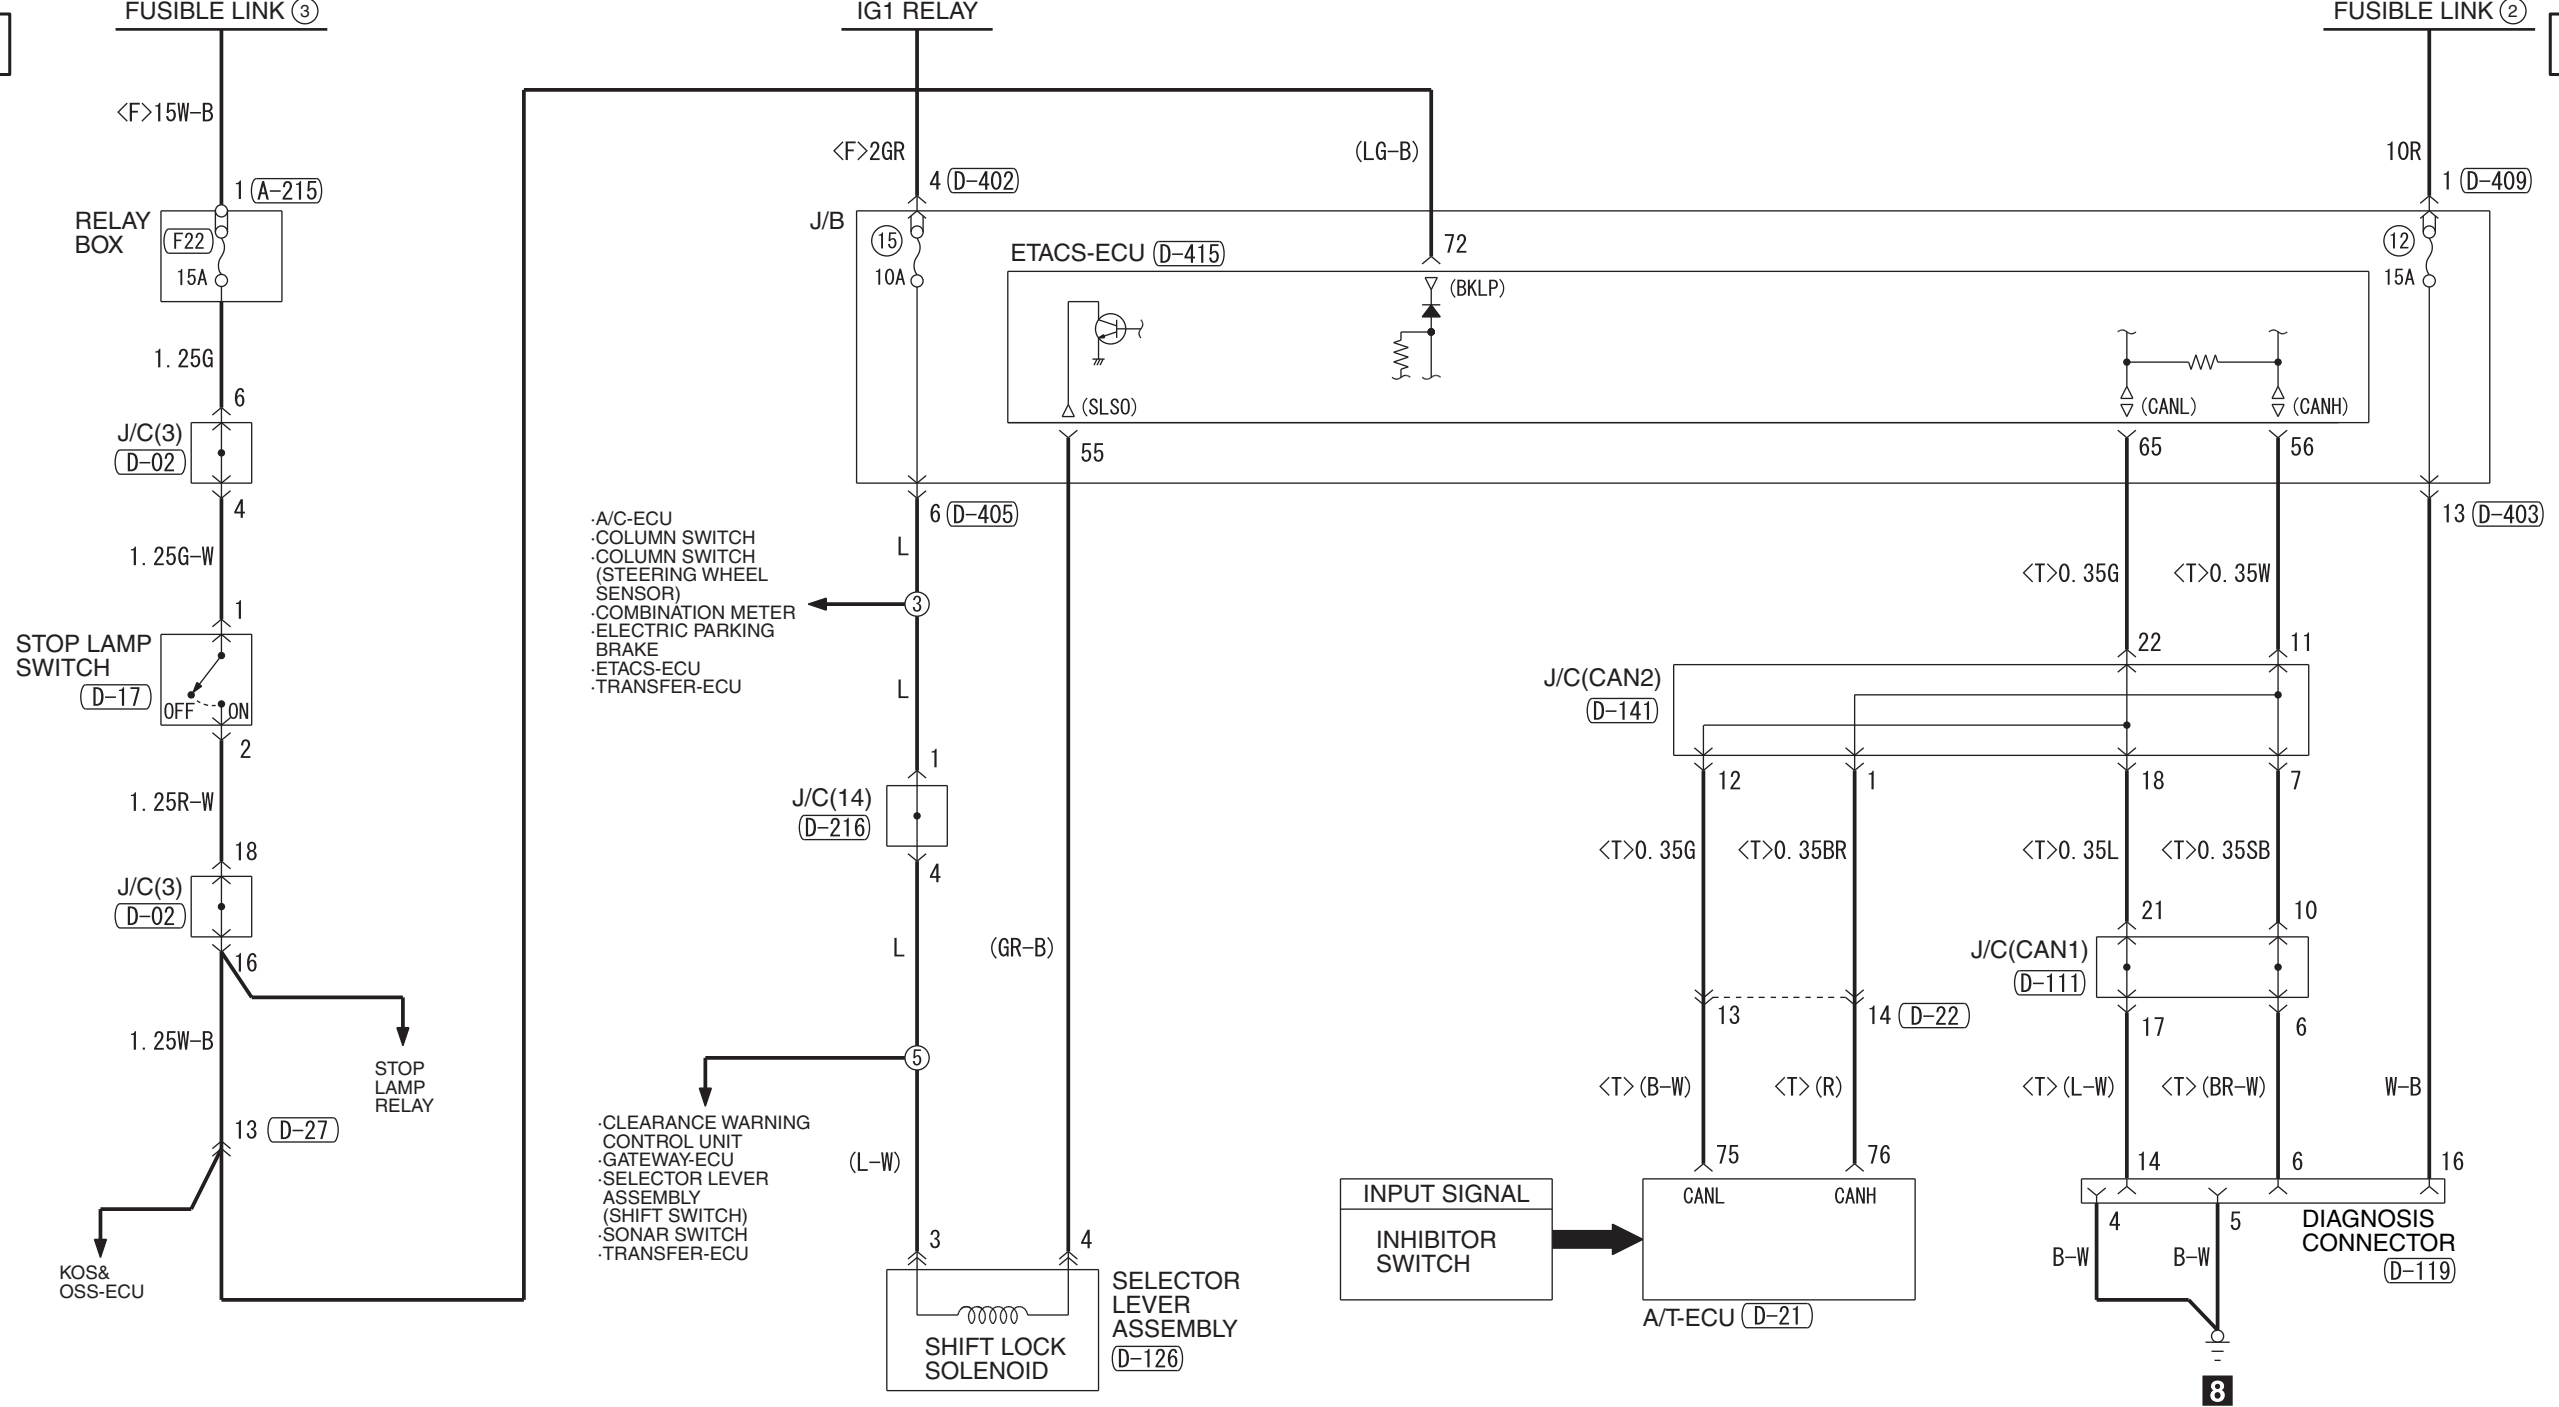 FUSIBLE LINK 3
IG1 RELAY
FUSIBLE LINK 2
<F>15W-B
<F>2GR
(LG-B)
10R
1 A-215
4 D-402
1 D-409
RELAY
BOX
F22
15A
J/B
15
10A
ETACS-ECU D-415
72
(BKLP)
12
15A
1.25G
6
J/C(3)
D-02
4
(SLSO)
(CANL)
(CANH)
55
65
56
6 D-405
13 D-403
1.25G-W
·A/C-ECU
·COLUMN SWITCH
·COLUMN SWITCH
(STEERING WHEEL
SENSOR)
·COMBINATION METER
·ELECTRIC PARKING
BRAKE
·ETACS-ECU
·TRANSFER-ECU
L
3
L
<T>0.35G
<T>0.35W
1
STOP LAMP
SWITCH
D-17
OFF
ON
2
22
11
J/C(CAN2)
D-141
12
1
18
7
1.25R-W
1
J/C(14)
D-216
4
<T>0.35G
<T>0.35BR
<T>0.35L
<T>0.35SB
18
J/C(3)
D-02
16
L
(GR-B)
21
10
J/C(CAN1)
D-111
17
6
13
14 D-22
1.25W-B
STOP
LAMP
RELAY
5
13 D-27
·CLEARANCE WARNING
CONTROL UNIT
·GATEWAY-ECU
·SELECTOR LEVER
ASSEMBLY
(SHIFT SWITCH)
·SONAR SWITCH
·TRANSFER-ECU
(L-W)
<T>(B-W)
<T>(R)
<T>(L-W)
<T>(BR-W)
W-B
75
76
14
6
16
KOS&
OSS-ECU
3
4
INPUT SIGNAL
INHIBITOR
SWITCH
CANL
CANH
A/T-ECU D-21
4
5
B-W
B-W
DIAGNOSIS
CONNECTOR
D-119
SHIFT LOCK
SOLENOID
SELECTOR
LEVER
ASSEMBLY
D-126
8